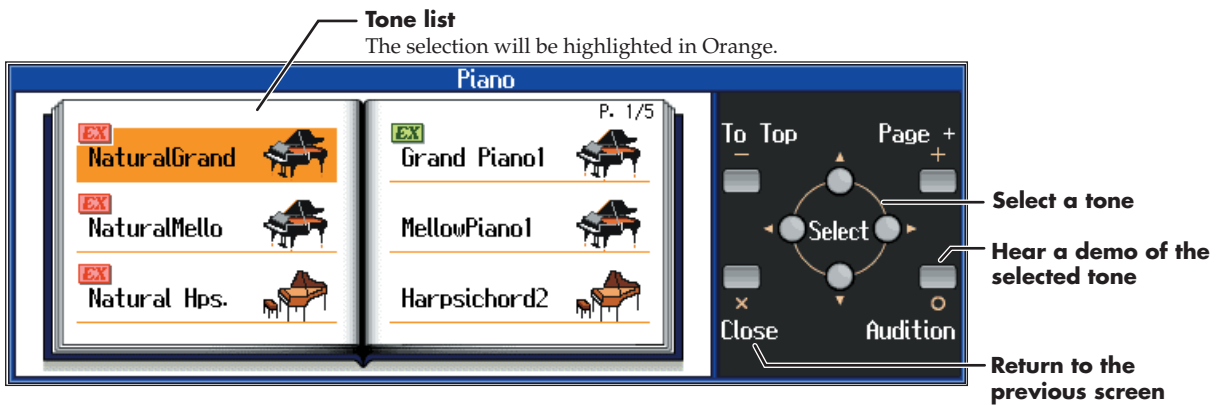 Tone list
The selection will be highlighted in Orange.
Piano
P. 1/5
EX
NaturalGrand
EX
NaturalMello
EX
Natural Hps.
EX
Grand Piano1
MellowPiano1
Harpsichord2
To Top
Page +
−
+
Select
×
○
Close
Audition
Select a tone
Hear a demo of the
selected tone
Return to the
previous screen